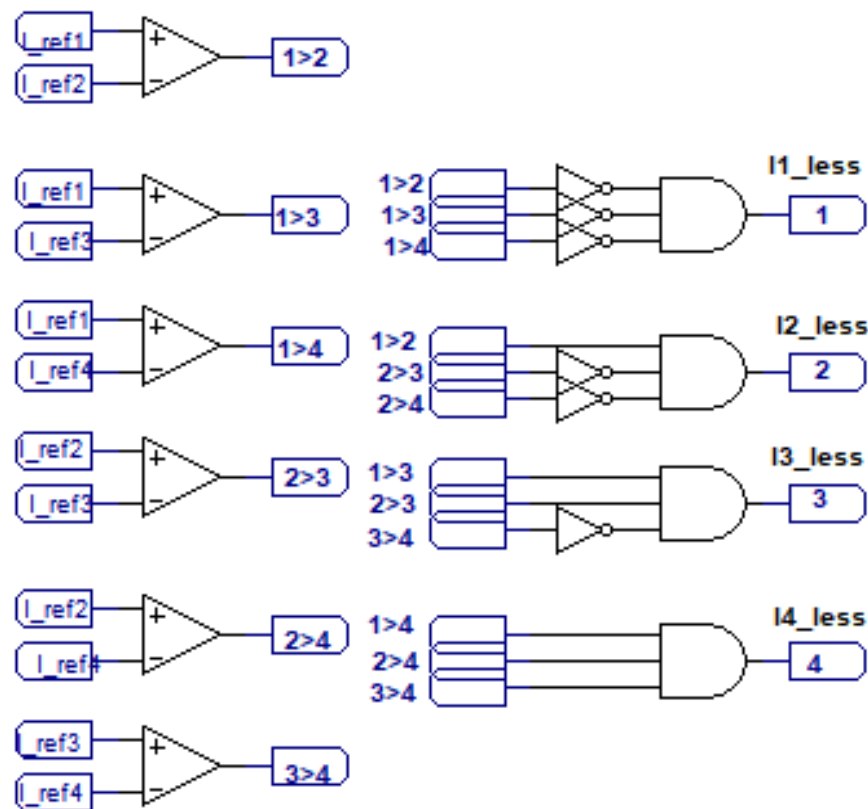 I_ref1
+
I_ref2
−
1>2
I_ref1
+
I_ref3
−
1>3
I_ref1
+
I_ref4
−
1>4
I_ref2
+
I_ref3
−
2>3
I_ref2
+
I_ref4
−
2>4
I_ref3
+
I_ref4
−
3>4
1>2
1>3
1>4
I1_less
1
1>2
2>3
2>4
I2_less
2
1>3
2>3
3>4
I3_less
3
1>4
2>4
3>4
I4_less
4